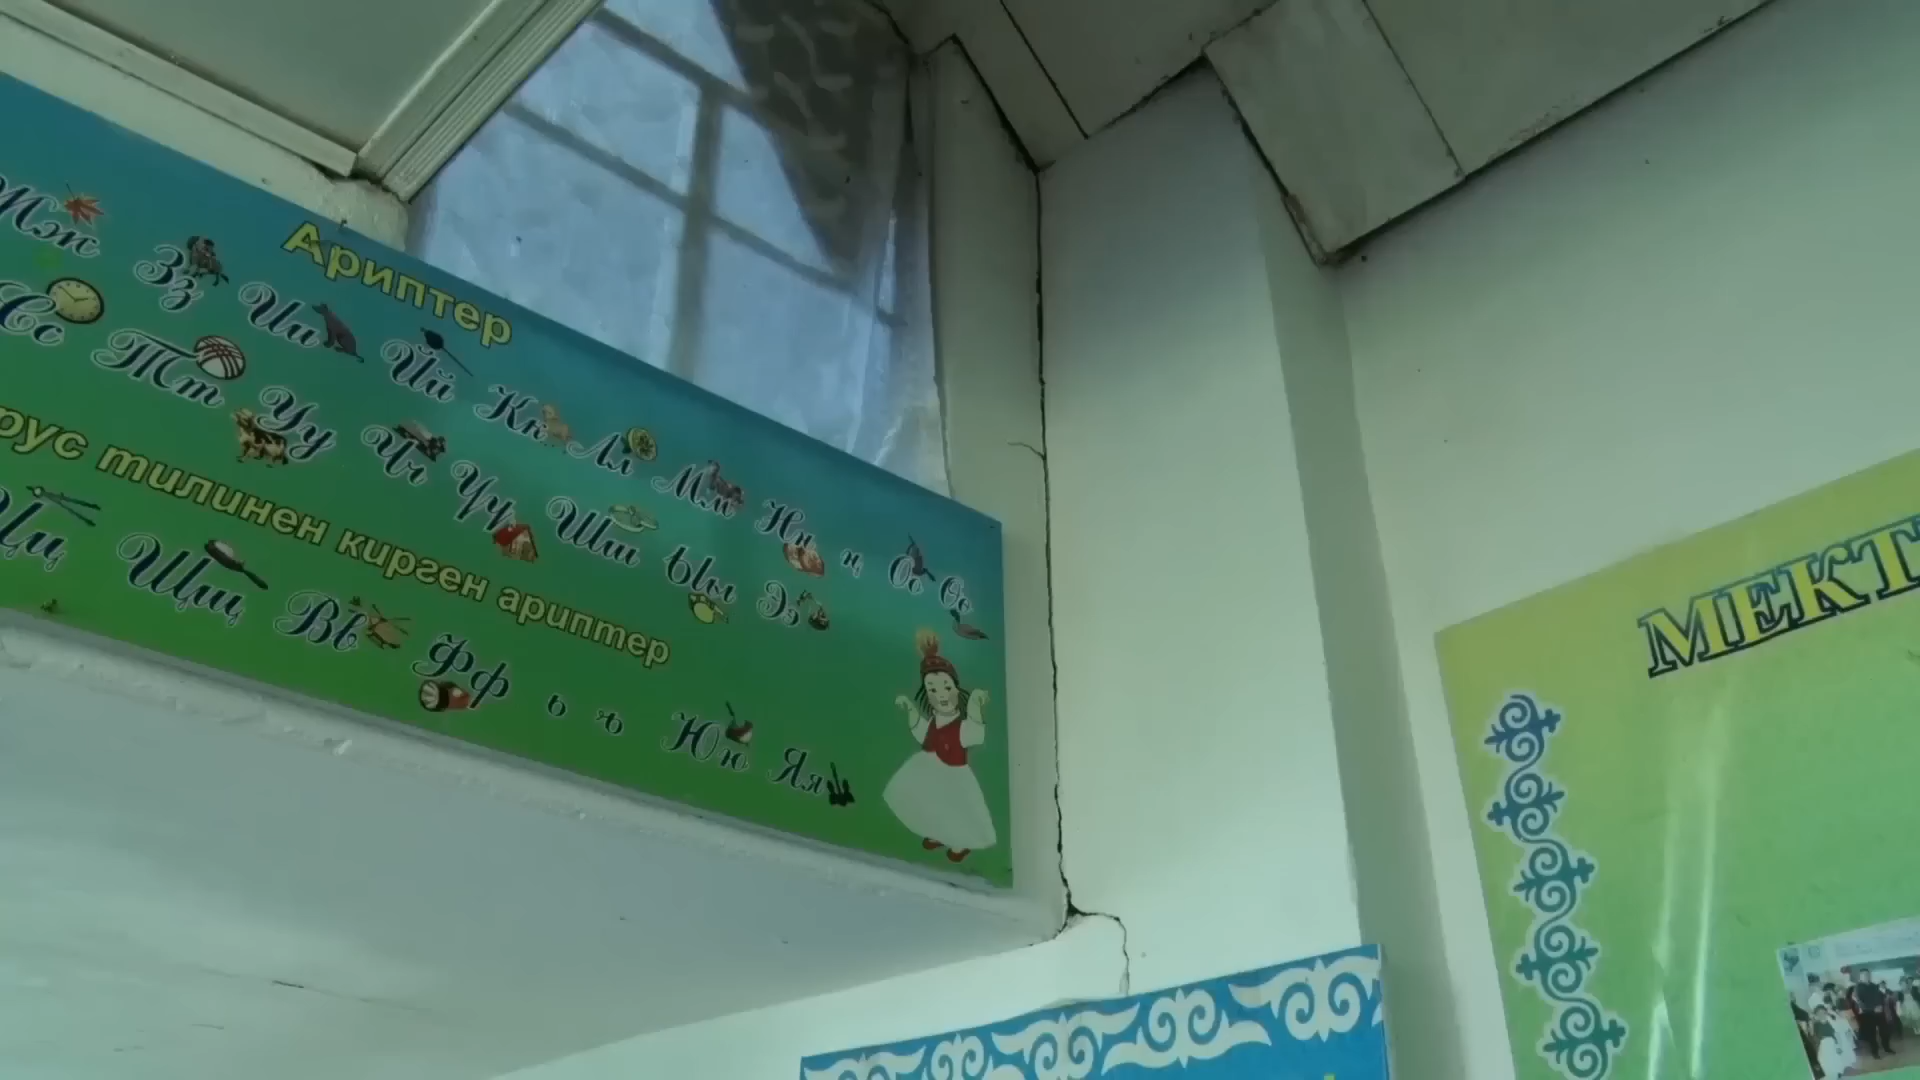 Ариптер
Жж Зз Ии Йй Кк Лл Мм Нн ң Оо Өө
Сс Тт Уу Үү Чч Шш Ыы Ээ
рус тилинен кирген ариптер
Цц Щщ Вв Фф ь ъ Юю Яя
МЕКТ